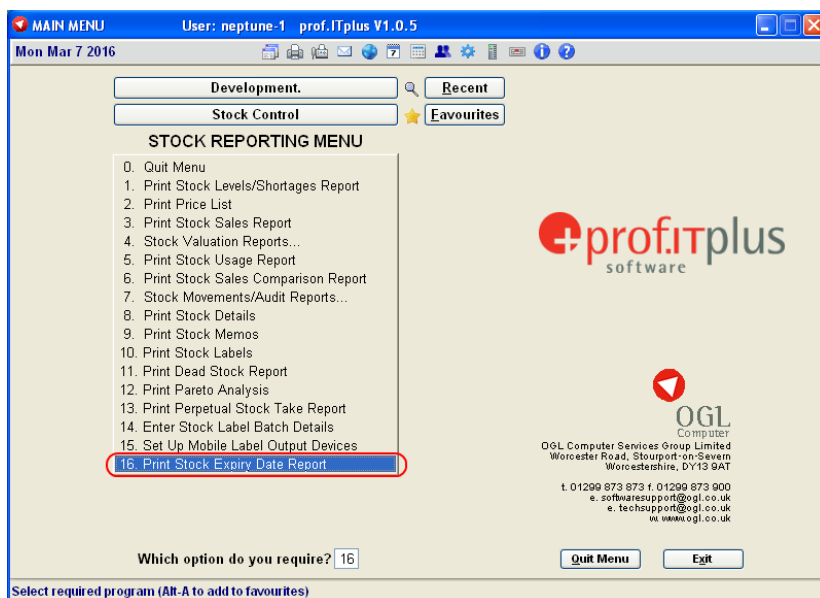 MAIN MENU User: neptune-1 prof.ITplus V1.0.5
Mon Mar 7 2016
7
Development. Recent
Stock Control Favourites
STOCK REPORTING MENU
0. Quit Menu
1. Print Stock Levels/Shortages Report
2. Print Price List
3. Print Stock Sales Report
4. Stock Valuation Reports...
5. Print Stock Usage Report
6. Print Stock Sales Comparison Report
7. Stock Movements/Audit Reports...
8. Print Stock Details
9. Print Stock Memos
10. Print Stock Labels
11. Print Dead Stock Report
12. Print Pareto Analysis
13. Print Perpetual Stock Take Report
14. Enter Stock Label Batch Details
15. Set Up Mobile Label Output Devices
16. Print Stock Expiry Date Report
prof.ITplus
software
OGL
Computer
OGL Computer Services Group Limited
Worcester Road, Stourport-on-Severn
Worcestershire, DY13 9AT
t. 01299 873 873 f. 01299 873 900
e. softwaresupport@ogl.co.uk
e. techsupport@ogl.co.uk
w. www.ogl.co.uk
Which option do you require? 16
Quit Menu Exit
Select required program (Alt-A to add to favourites)